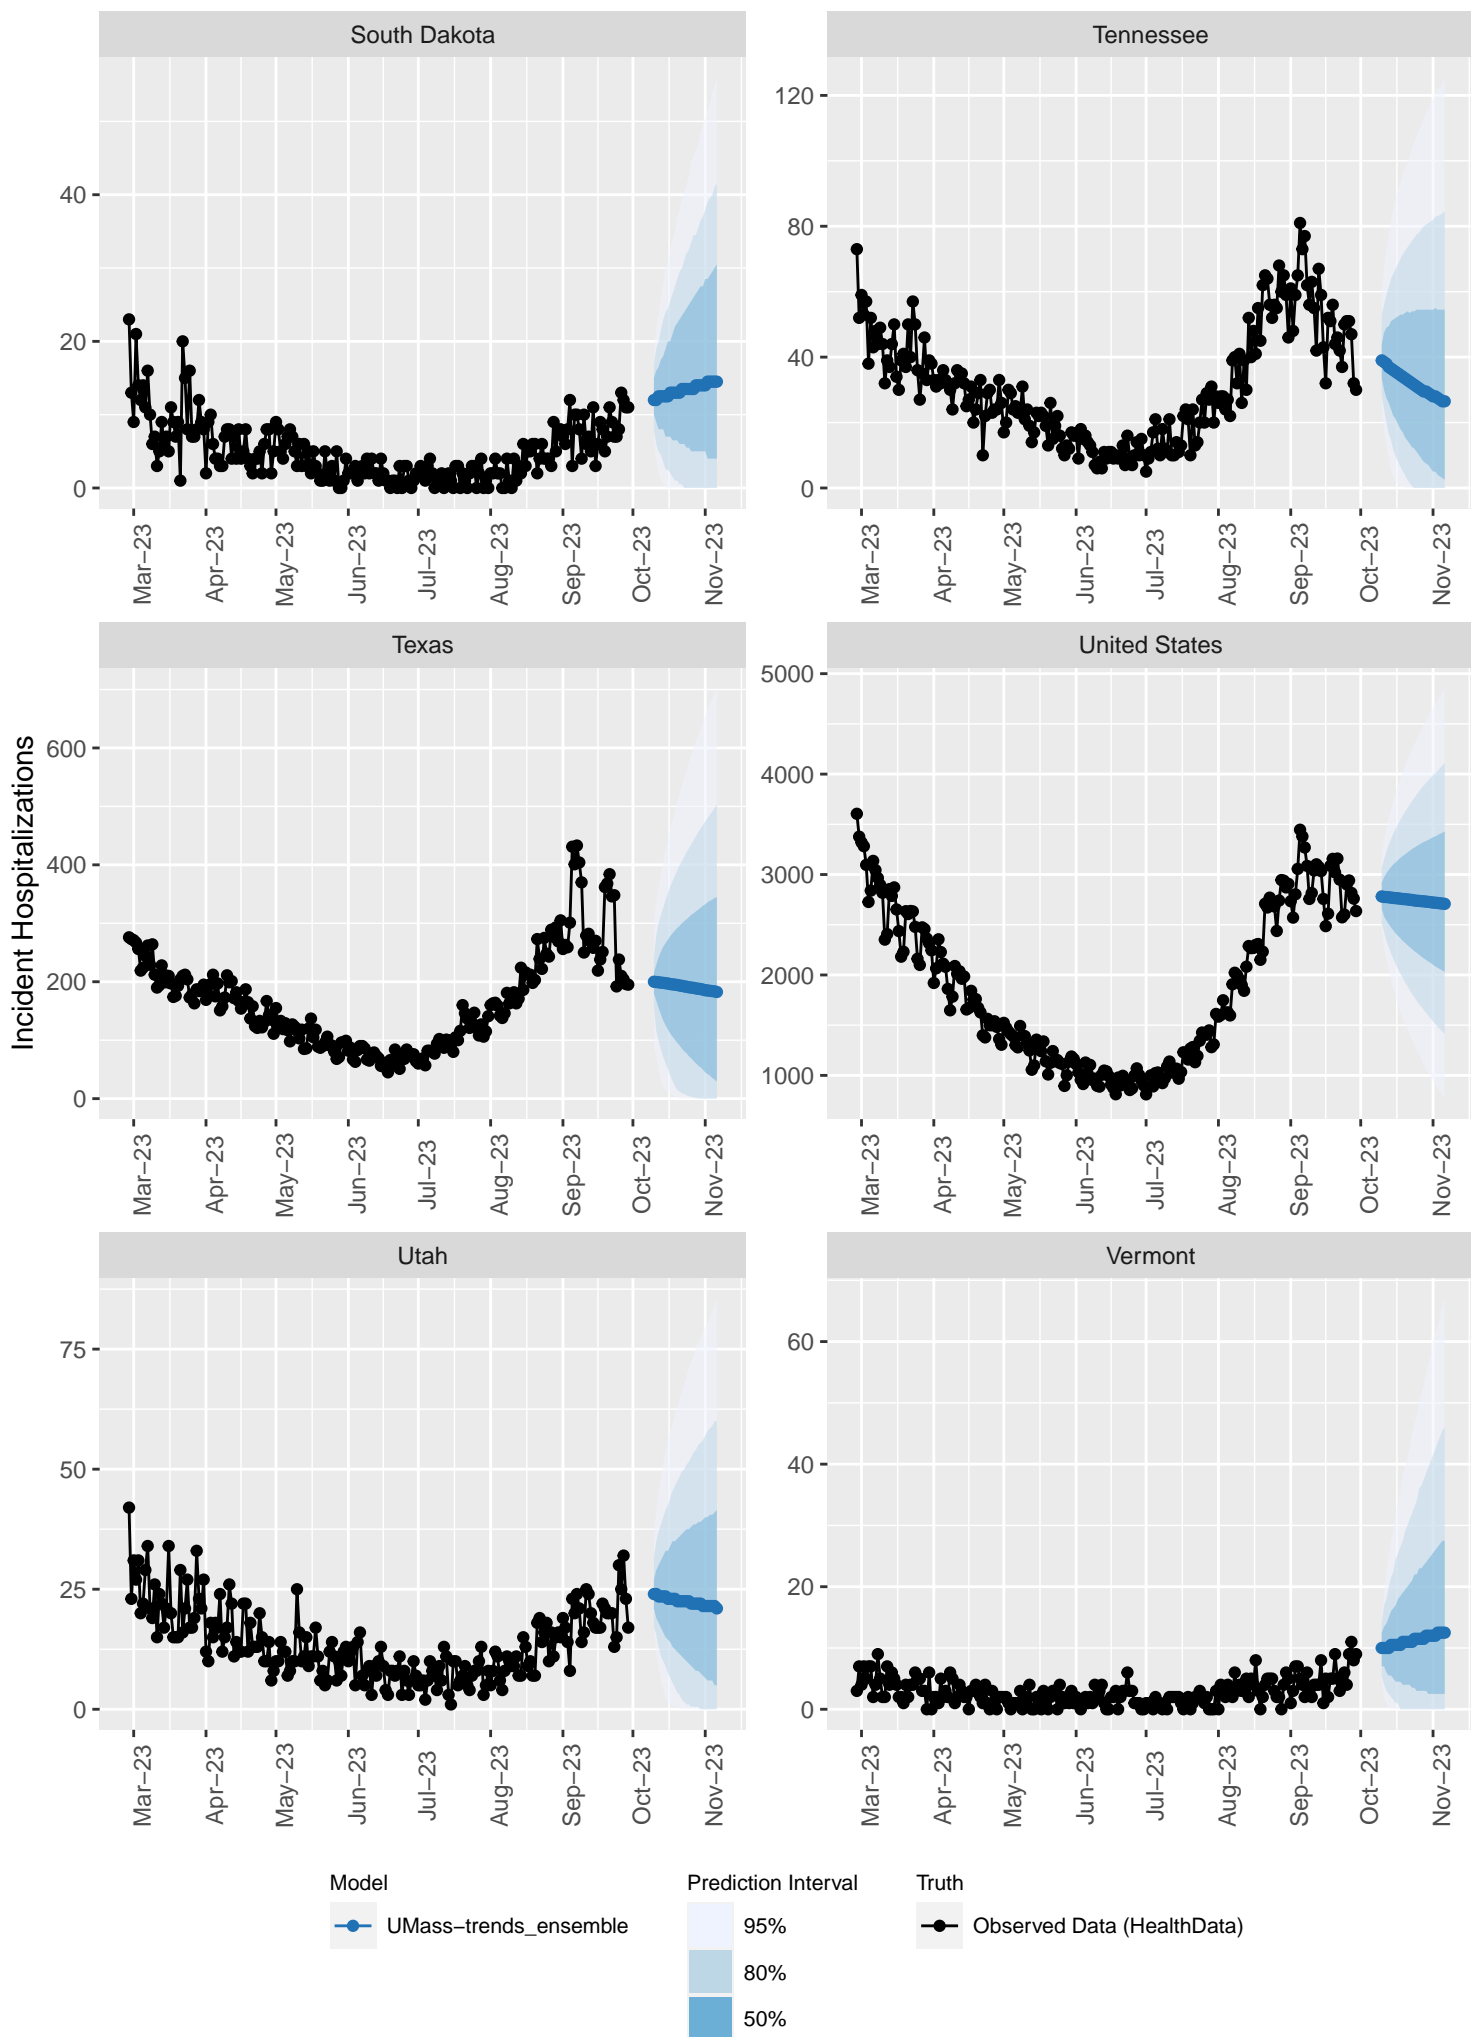 South Dakota
Tennessee
40
20
0
120
80
40
0
Mar−23
Apr−23
May−23
Jun−23
Jul−23
Aug−23
Sep−23
Oct−23
Nov−23
Mar−23
Apr−23
May−23
Jun−23
Jul−23
Aug−23
Sep−23
Oct−23
Nov−23
Incident Hospitalizations
Texas
United States
600
400
200
0
5000
4000
3000
2000
1000
Mar−23
Apr−23
May−23
Jun−23
Jul−23
Aug−23
Sep−23
Oct−23
Nov−23
Mar−23
Apr−23
May−23
Jun−23
Jul−23
Aug−23
Sep−23
Oct−23
Nov−23
Utah
Vermont
75
50
25
0
60
40
20
0
Mar−23
Apr−23
May−23
Jun−23
Jul−23
Aug−23
Sep−23
Oct−23
Nov−23
Mar−23
Apr−23
May−23
Jun−23
Jul−23
Aug−23
Sep−23
Oct−23
Nov−23
Model
UMass−trends_ensemble
Prediction Interval
95%
80%
50%
Truth
Observed Data (HealthData)